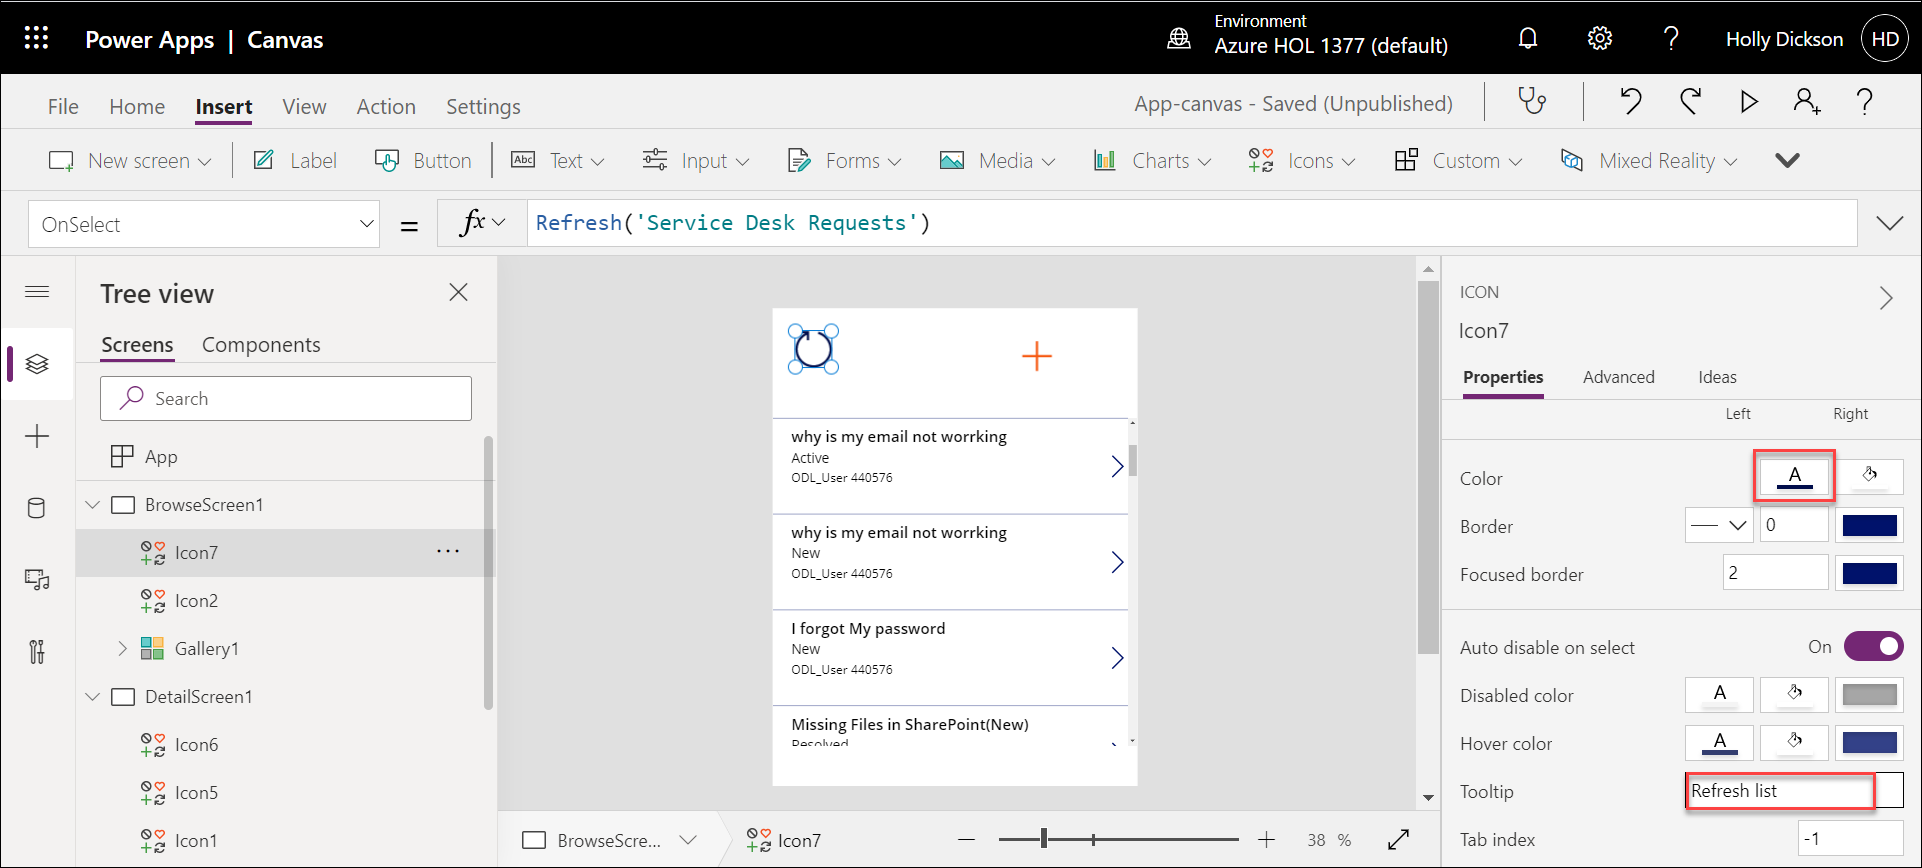 Power Apps | Canvas
Environment
Azure HOL 1377 (default)
Holly Dickson
HD
File Home Insert View Action Settings
App-canvas - Saved (Unpublished)
New screen Label Button Abc Text Input Forms Media Charts Icons Custom Mixed Reality
OnSelect = fx Refresh('Service Desk Requests')
Tree view
Screens Components
Search
App
BrowseScreen1
Icon7 ...
Icon2
Gallery1
DetailScreen1
Icon6
Icon5
Icon1
why is my email not worrking
Active
ODL_User 440576
why is my email not worrking
New
ODL_User 440576
I forgot My password
New
ODL_User 440576
Missing Files in SharePoint(New)
Resolved
BrowseScre... Icon7 38 %
ICON
Icon7
Properties Advanced Ideas
Left Right
Color A
Border 0
Focused border 2
Auto disable on select On
Disabled color A
Hover color A
Tooltip Refresh list
Tab index -1